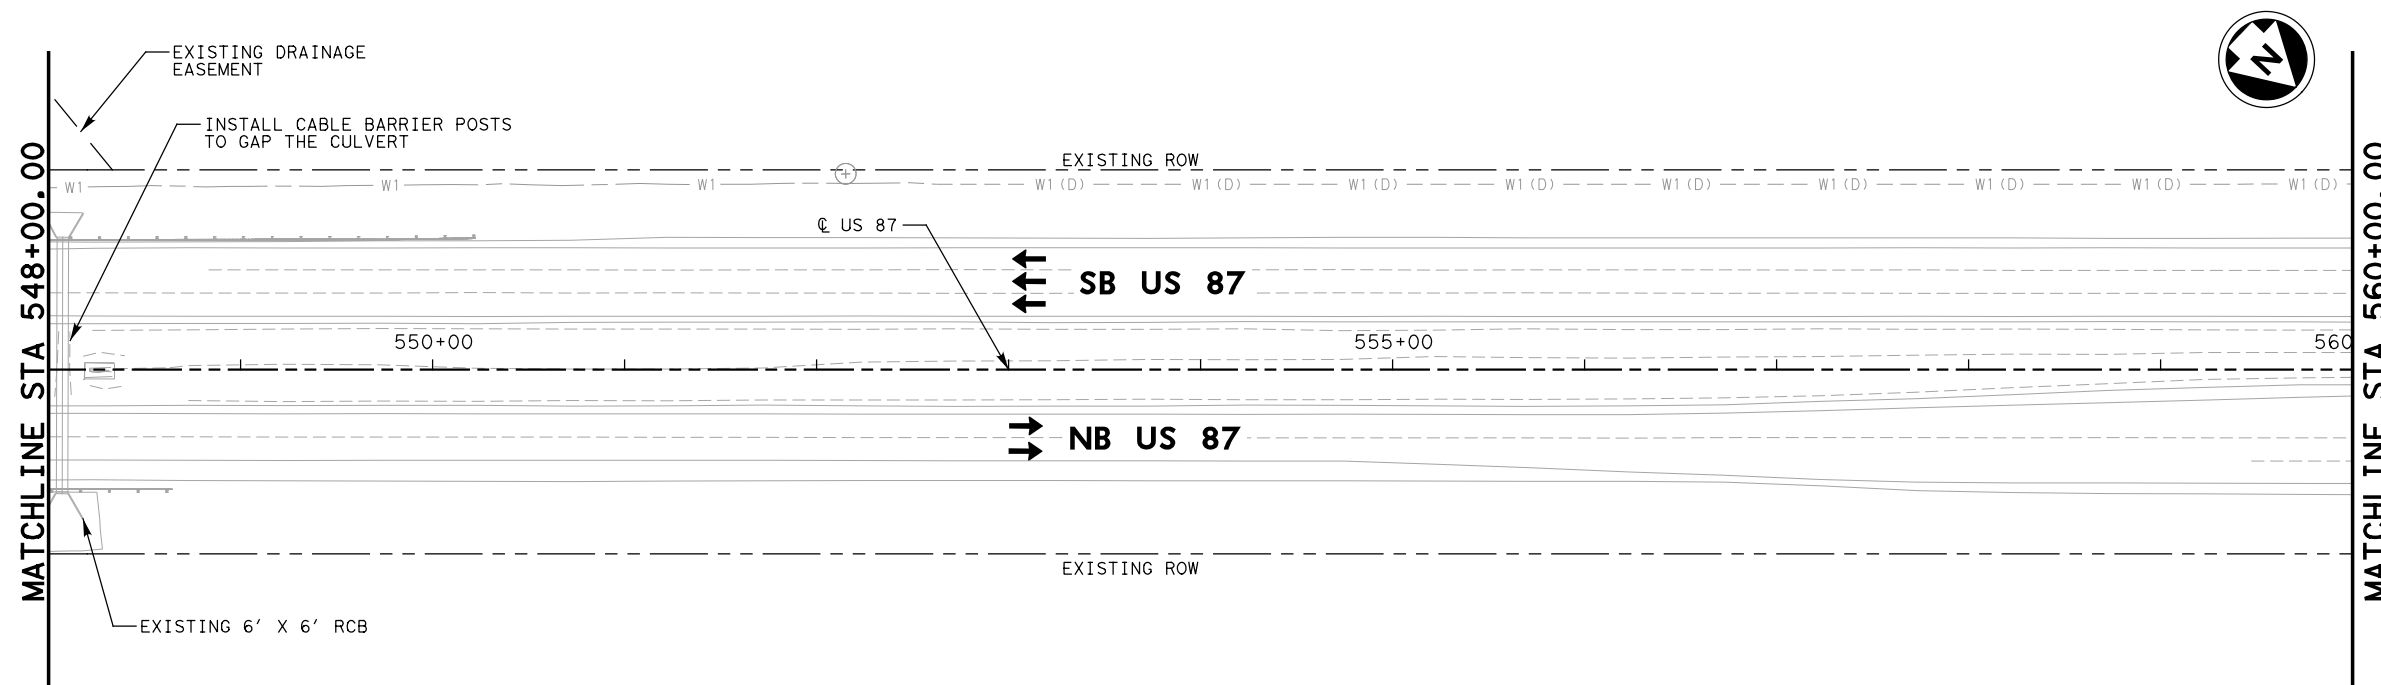 EXISTING DRAINAGE
EASEMENT
INSTALL CABLE BARRIER POSTS
TO GAP THE CULVERT
N
MATCHLINE STA 548+00.00
EXISTING ROW
W1
W1
W1
W1(D)
W1(D)
W1(D)
W1(D)
W1(D)
W1(D)
W1(D)
W1(D)
W1(D)
℄ US 87
SB US 87
550+00
555+00
560
NB US 87
EXISTING ROW
EXISTING 6' X 6' RCB
MATCHLINE STA 560+00.00